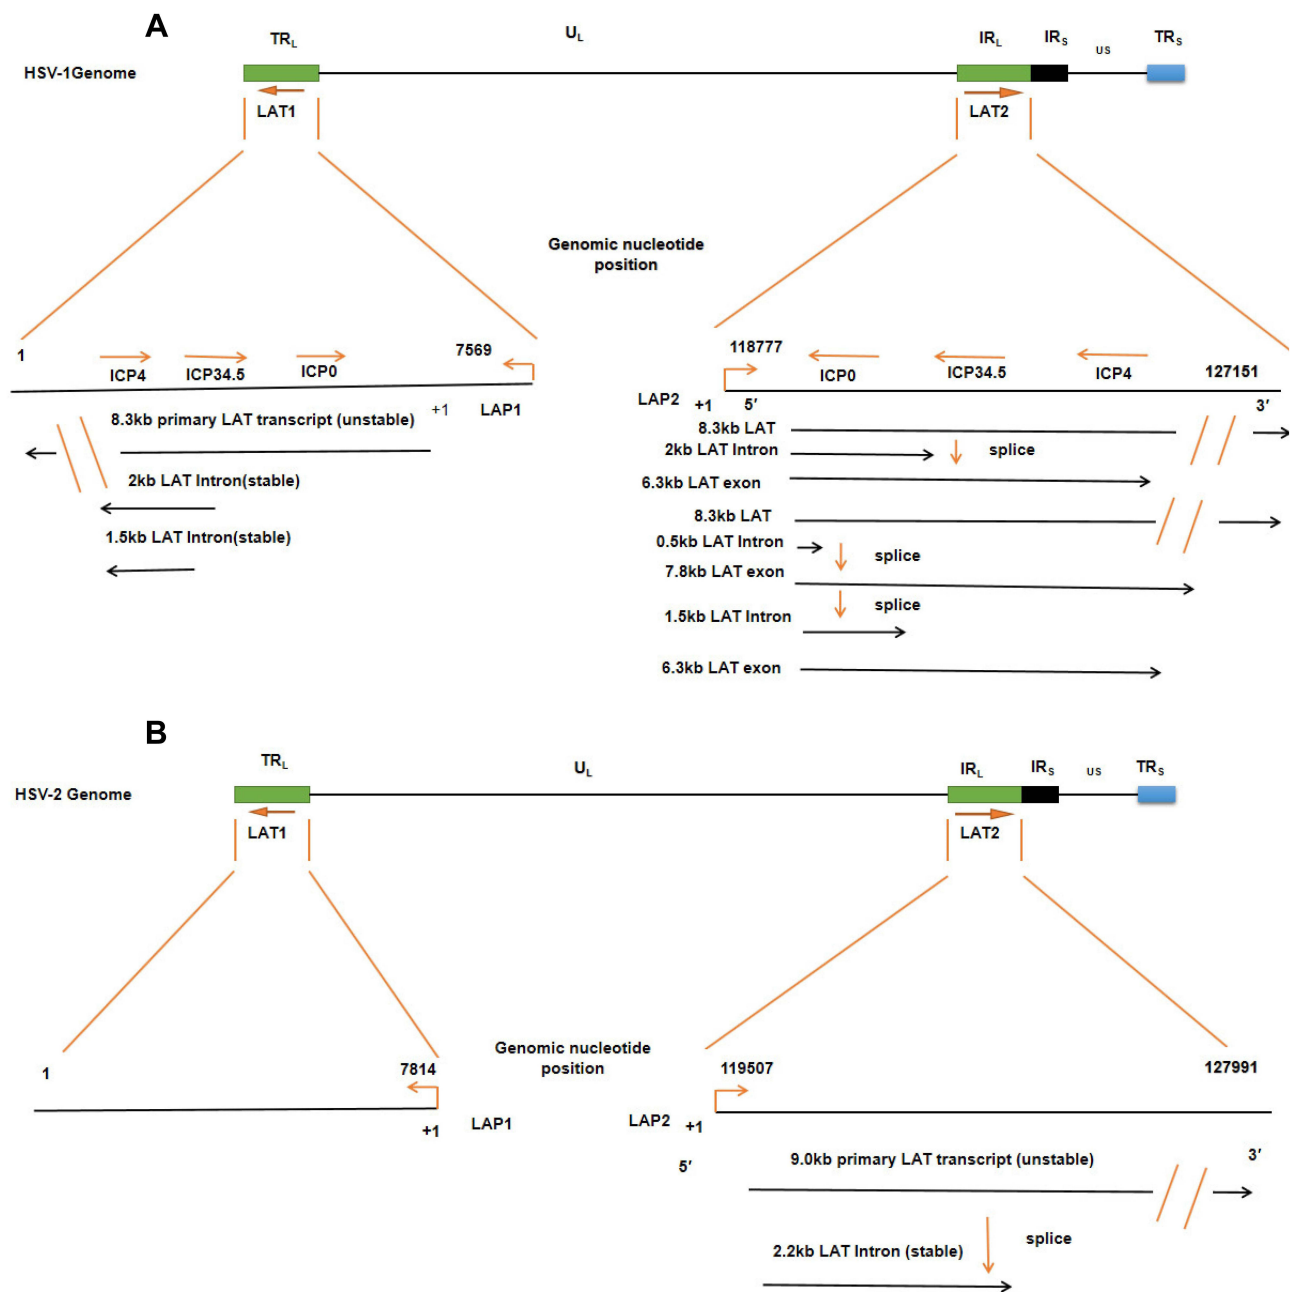 A
TRL
UL
IRL
IRS
US
TRS
HSV-1Genome
LAT1
LAT2
Genomic nucleotide
position
1
7569
ICP4
ICP34.5
ICP0
8.3kb primary LAT transcript (unstable)
+1
LAP1
2kb LAT Intron(stable)
1.5kb LAT Intron(stable)
118777
127151
ICP0
ICP34.5
ICP4
LAP2
+1
5′
3′
8.3kb LAT
2kb LAT Intron
splice
6.3kb LAT exon
8.3kb LAT
0.5kb LAT Intron
splice
7.8kb LAT exon
splice
1.5kb LAT Intron
6.3kb LAT exon
B
TRL
UL
IRL
IRS
US
TRS
HSV-2 Genome
LAT1
LAT2
Genomic nucleotide
position
1
7814
+1
LAP1
119507
127991
LAP2
+1
5′
3′
9.0kb primary LAT transcript (unstable)
splice
2.2kb LAT Intron (stable)